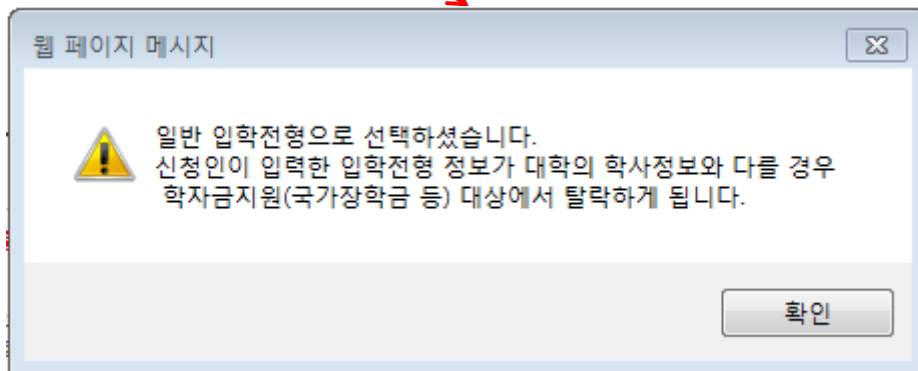 웹 페이지 메시지
일반 입학전형으로 선택하셨습니다.
신청인이 입력한 입학전형 정보가 대학의 학사정보와 다를 경우
학자금지원(국가장학금 등) 대상에서 탈락하게 됩니다.
확인